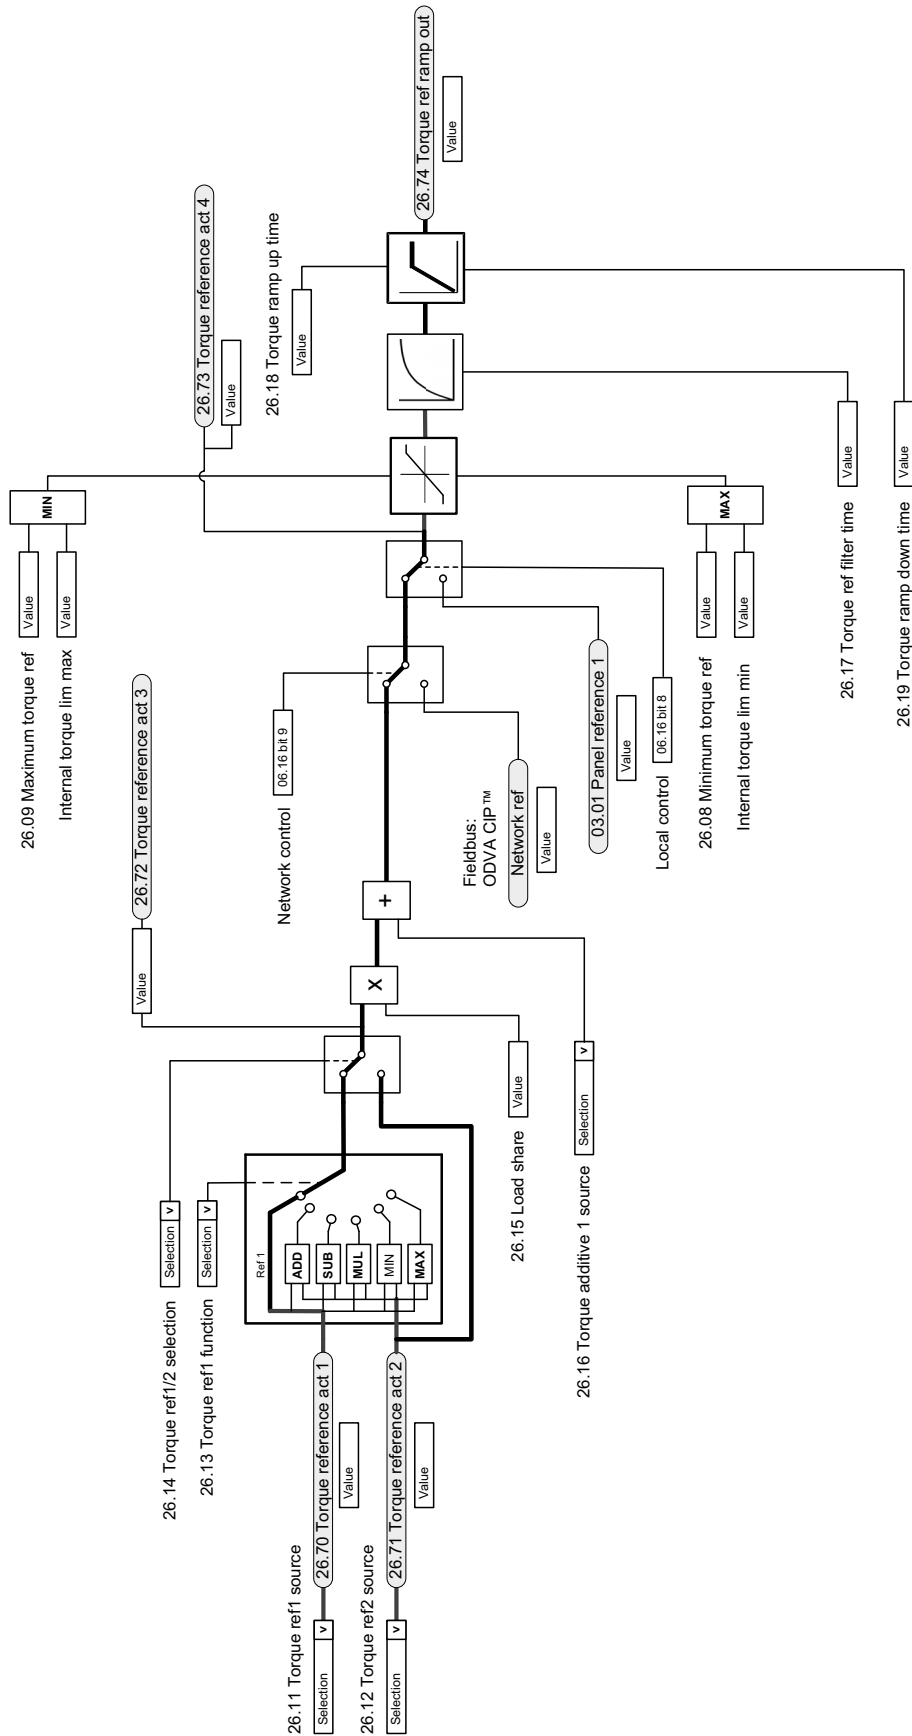 26.11 Torque ref1 source
Selection
v
26.70 Torque reference act 1
Value
26.12 Torque ref2 source
Selection
v
26.71 Torque reference act 2
Value
26.14 Torque ref1/2 selection
Selection
v
26.13 Torque ref1 function
Selection
v
Ref 1
ADD
SUB
MUL
MIN
MAX
Value
26.72 Torque reference act 3
X
+
26.15 Load share
Value
26.16 Torque additive 1 source
Selection
v
Network control
06.16 bit 9
Fieldbus:
ODVA CIP™
Network ref
Value
03.01 Panel reference 1
Value
Local control
06.16 bit 8
26.09 Maximum torque ref
Value
Internal torque lim max
Value
MIN
26.73 Torque reference act 4
Value
26.08 Minimum torque ref
Value
Internal torque lim min
Value
MAX
26.18 Torque ramp up time
Value
26.17 Torque ref filter time
Value
26.19 Torque ramp down time
Value
26.74 Torque ref ramp out
Value